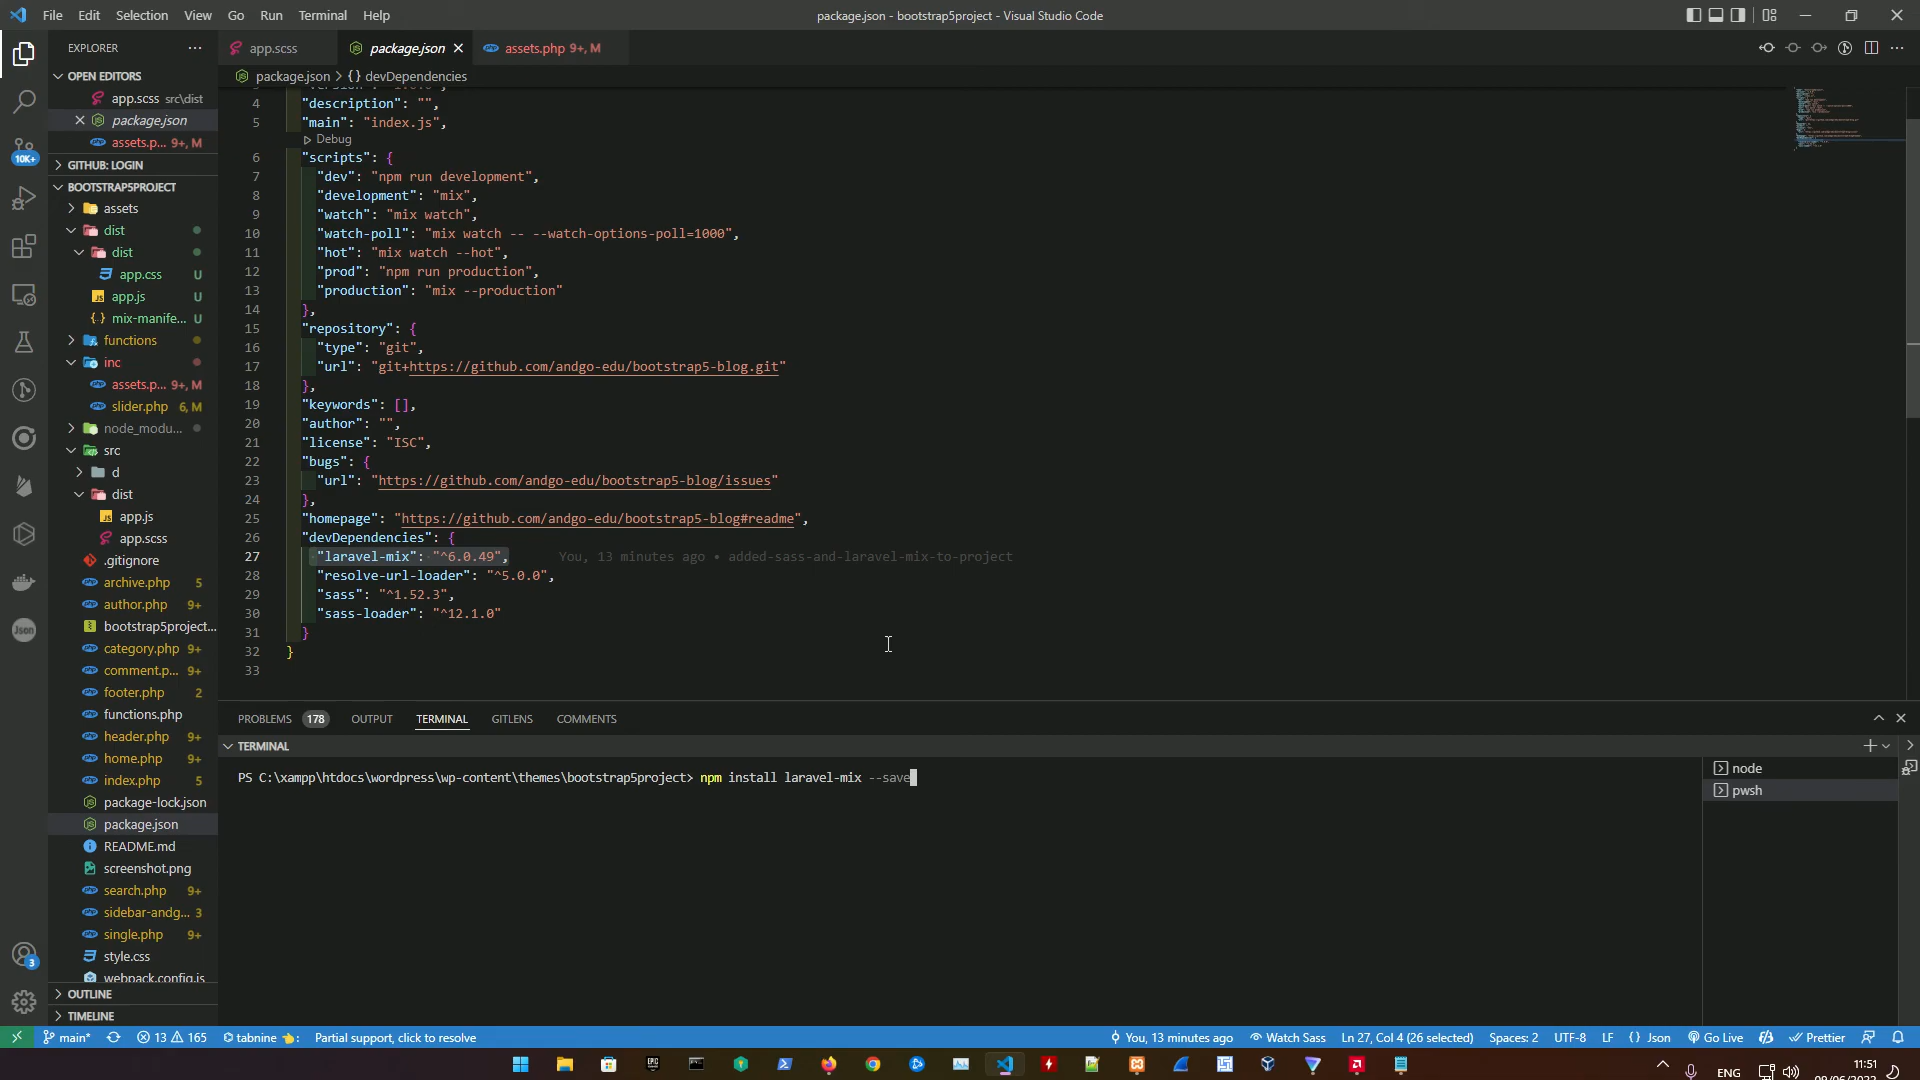 File Edit Selection View Go Run Terminal Help
package.json - bootstrap5project - Visual Studio Code
EXPLORER
OPEN EDITORS
app.scss src\dist
package.json
assets.p... 9+, M
GITHUB: LOGIN
BOOTSTRAP5PROJECT
assets
dist
dist
app.css U
app.js U
mix-manife... U
functions
inc
assets.p... 9+, M
slider.php 6, M
node_modu...
src
d
dist
app.js
app.scss
.gitignore
archive.php 5
author.php 9+
bootstrap5project...
category.php 9+
comment.p... 9+
footer.php 2
functions.php
header.php 9+
home.php 9+
index.php 9+
package-lock.json
package.json
README.md
screenshot.png
search.php 9+
sidebar-andg... 3
single.php 9+
style.css
webpack.config.js
OUTLINE
TIMELINE
10K+
Json
3
app.scss
package.json
assets.php 9+, M
package.json > {} devDependencies
4 "description": "",
5 "main": "index.js",
Debug
6 "scripts": {
7 "dev": "npm run development",
8 "development": "mix",
9 "watch": "mix watch",
10 "watch-poll": "mix watch -- --watch-options-poll=1000",
11 "hot": "mix watch --hot",
12 "prod": "npm run production",
13 "production": "mix --production"
14 },
15 "repository": {
16 "type": "git",
17 "url": "git+https://github.com/andgo-edu/bootstrap5-blog.git"
18 },
19 "keywords": [],
20 "author": "",
21 "license": "ISC",
22 "bugs": {
23 "url": "https://github.com/andgo-edu/bootstrap5-blog/issues"
24 },
25 "homepage": "https://github.com/andgo-edu/bootstrap5-blog#readme",
26 "devDependencies": {
27 "laravel-mix": "^6.0.49", You, 13 minutes ago • added-sass-and-laravel-mix-to-project
28 "resolve-url-loader": "^5.0.0",
29 "sass": "^1.52.3",
30 "sass-loader": "^12.1.0"
31 }
32 }
33
PROBLEMS 178 OUTPUT TERMINAL GITLENS COMMENTS
TERMINAL
PS C:\xampp\htdocs\wordpress\wp-content\themes\bootstrap5project> npm install laravel-mix --save
node
pwsh
main* 13 165 tabnine Partial support, click to resolve
You, 13 minutes ago Watch Sass Ln 27, Col 4 (26 selected) Spaces: 2 UTF-8 LF {} Json Go Live Prettier
ENG
11:51